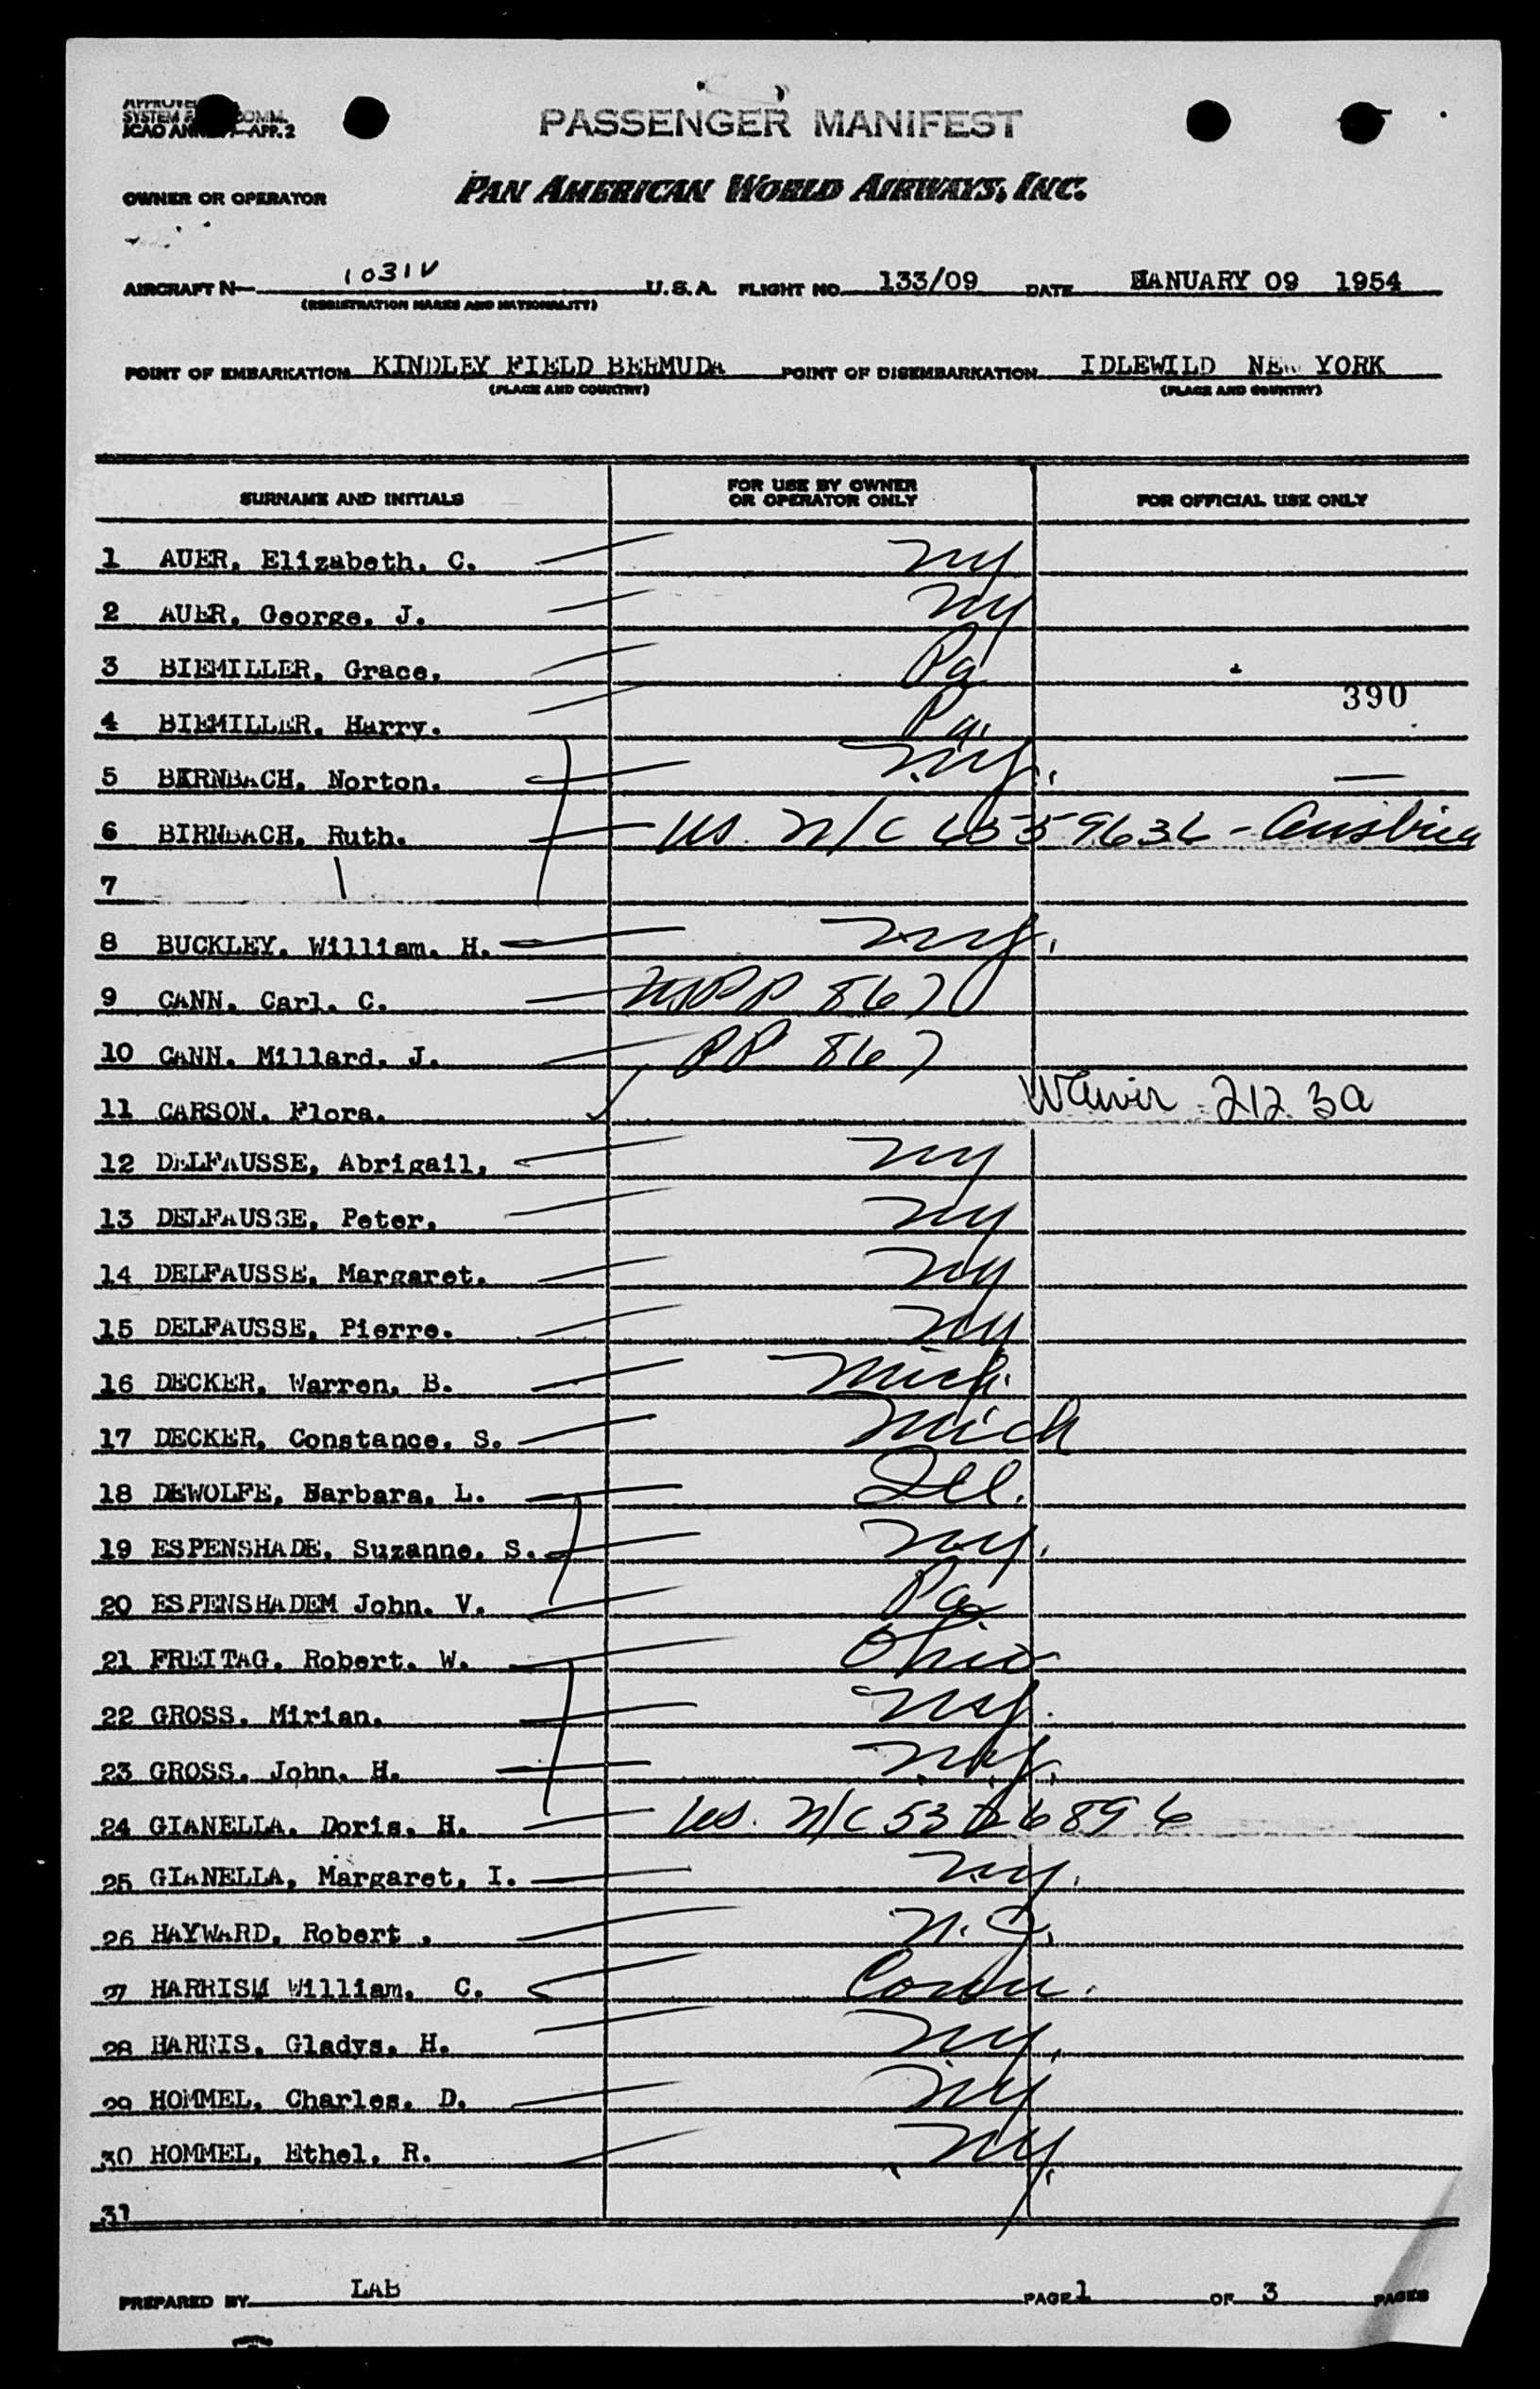 SYSTEM COMM.
ICAO ANNEX —APP. 2
PASSENGER MANIFEST
OWNER OR OPERATOR PAN AMERICAN WORLD AIRWAYS, INC.
AIRCRAFT N— 1031V U.S.A. FLIGHT NO. 133/09 DATE JANUARY 09 1954
(REGISTRATION MARKS AND NATIONALITY)
POINT OF EMBARKATION KINDLEY FIELD BERMUDA POINT OF DISEMBARKATION IDLEWILD NEW YORK
(PLACE AND COUNTRY) (PLACE AND COUNTRY)
SURNAME AND INITIALS FOR USE BY OWNER OR OPERATOR ONLY FOR OFFICIAL USE ONLY
1 AUER, Elizabeth, C. NY
2 AUER, George, J. NY
3 BIEMILLER, Grace. Pa
390
4 BIEMILLER, Harry. Pa.
5 BIRNBACH, Norton. NY. —
6 BIRNBACH, Ruth. US. N/C - Austria
7
8 BUCKLEY, William, H. NY.
9 CANN, Carl, C. PP 867
10 CANN, Millard, J. PP 867
11 CARSON, Flora. ✓ Waiver 212 3a
12 DELFAUSSE, Abrigail, NY
13 DELFAUSSE, Peter, NY
14 DELFAUSSE, Margaret. NY
15 DELFAUSSE, Pierre. NY
16 DECKER, Warren, B. Mich.
17 DECKER, Constance, S. Mich
18 DEWOLFE, Barbara, L. Ill.
19 ESPENSHADE, Suzanne, S. NY.
20 ESPENSHADEM John, V. Pa
21 FREITAG, Robert, W. Ohio
22 GROSS, Mirian. NY.
23 GROSS, John, H. NY.
24 GIANELLA, Doris, H. US. N/C
25 GIANELLA, Margaret, I. NY.
26 HAYWARD, Robert . N.J.
27 HARRISM William, C. Conn.
28 HARRIS, Gladys, H. NY.
29 HOMMEL, Charles, D. NY
30 HOMMEL, Ethel, R. NY.
31
PREPARED BY LAB PAGE 1 OF 3 PAGES